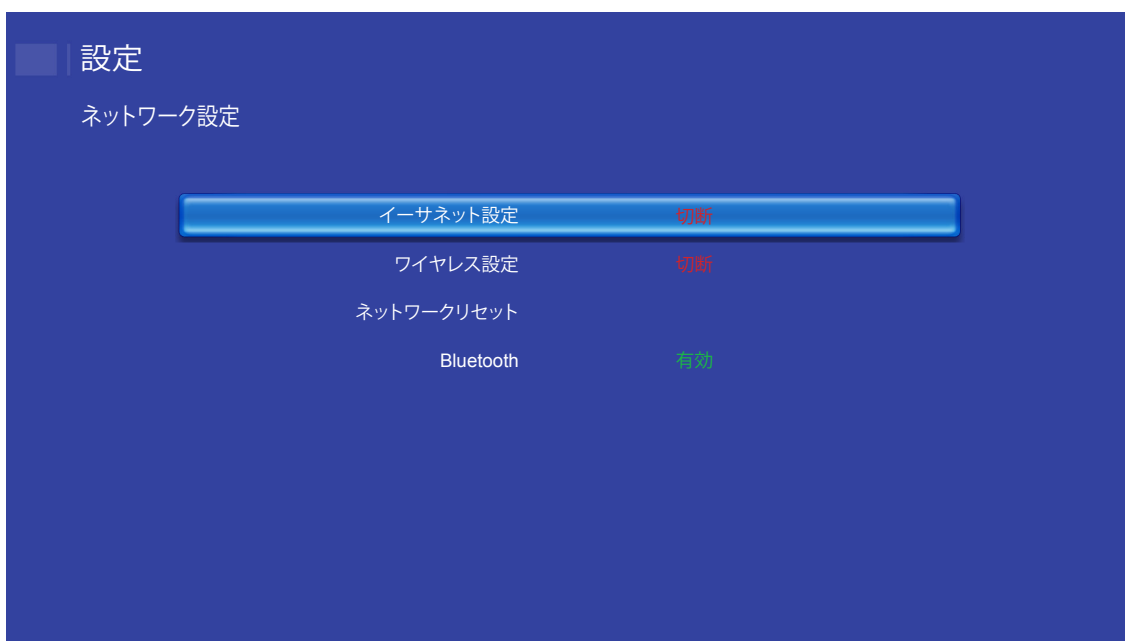 設定
ネットワーク設定
イーサネット設定 切断
ワイヤレス設定 切断
ネットワークリセット
Bluetooth 有効